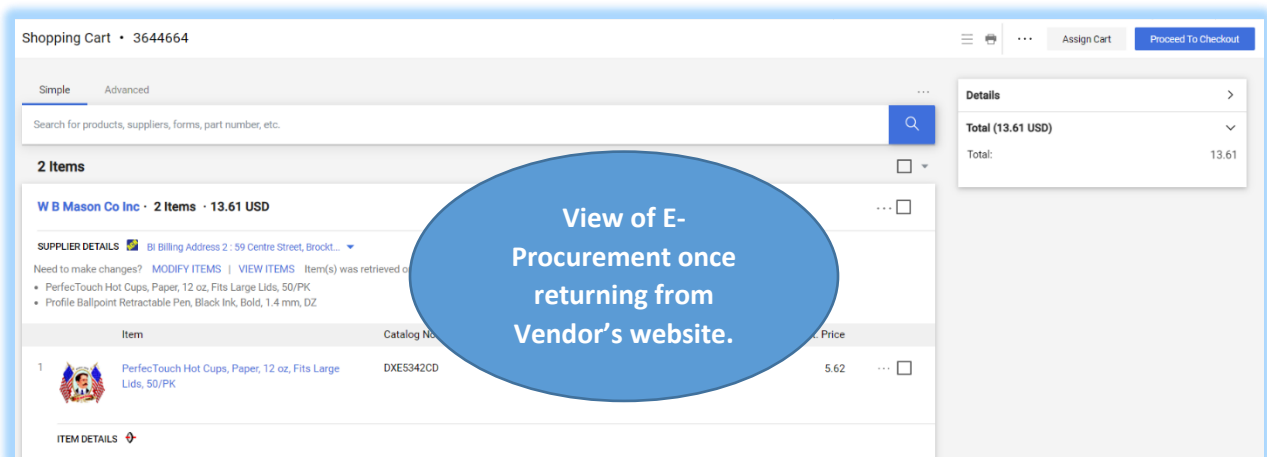 Shopping Cart • 3644664
Assign Cart
Proceed To Checkout
Simple
Advanced
Search for products, suppliers, forms, part number, etc.
Details
Total (13.61 USD)
Total:
13.61
2 Items
W B Mason Co Inc · 2 Items · 13.61 USD
SUPPLIER DETAILS BI Billing Address 2 : 59 Centre Street, Brockt...
Need to make changes? MODIFY ITEMS | VIEW ITEMS Item(s) was retrieved
• PerfecTouch Hot Cups, Paper, 12 oz, Fits Large Lids, 50/PK
• Profile Ballpoint Retractable Pen, Black Ink, Bold, 1.4 mm, DZ
View of E-
Procurement once
returning from
Vendor's website.
Item
Catalog
Price
1
PerfecTouch Hot Cups, Paper, 12 oz, Fits Large
Lids, 50/PK
DXE5342CD
5.62
ITEM DETAILS